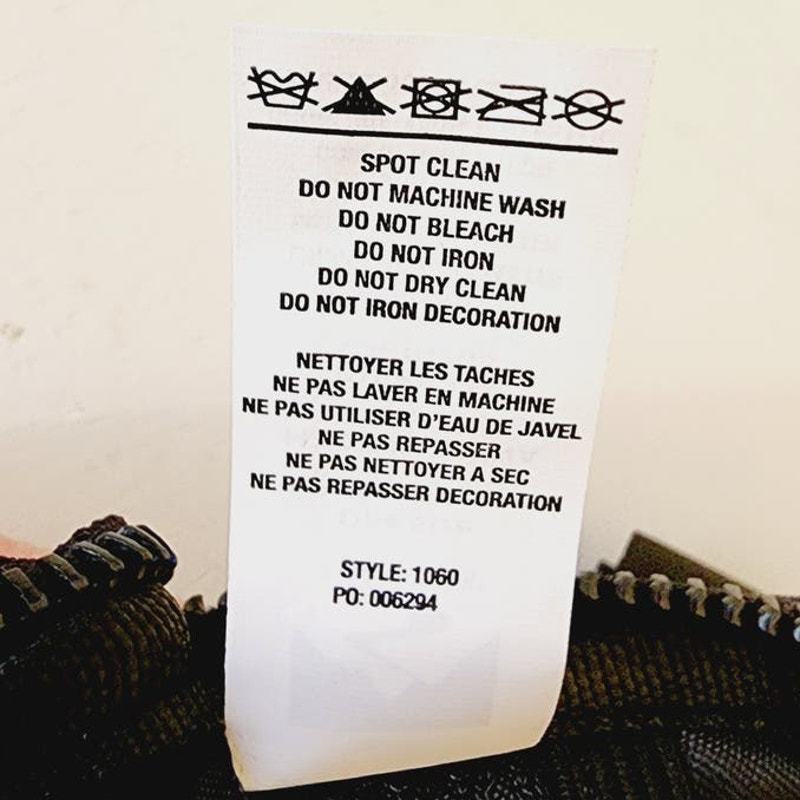 SPOT CLEAN
DO NOT MACHINE WASH
DO NOT BLEACH
DO NOT IRON
DO NOT DRY CLEAN
DO NOT IRON DECORATION
NETTOYER LES TACHES
NE PAS LAVER EN MACHINE
NE PAS UTILISER D'EAU DE JAVEL
NE PAS REPASSER
NE PAS NETTOYER A SEC
NE PAS REPASSER DECORATION
STYLE: 1060
PO: 006294